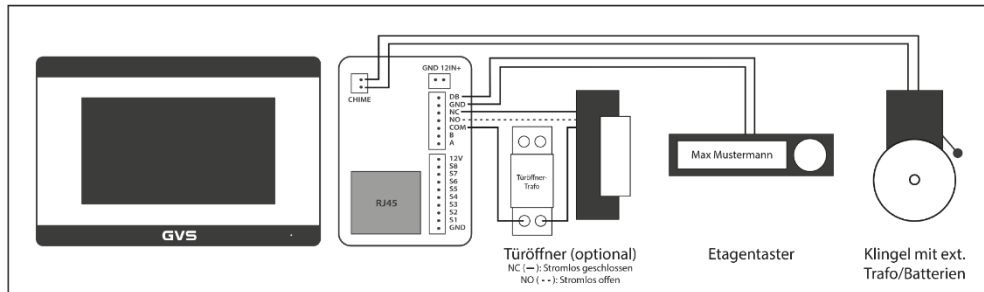 GVS
GND 12IN+
CHIME
DB
GND
NC
NO
COM
B
A
12V
S8
S7
S6
S5
S4
S3
S2
S1
GND
RJ45
Türöffner-
Trafo
Türöffner (optional)
NC (—): Stromlos geschlossen
NO (--): Stromlos offen
Max Mustermann
Etagentaster
Klingel mit ext.
Trafo/Batterien